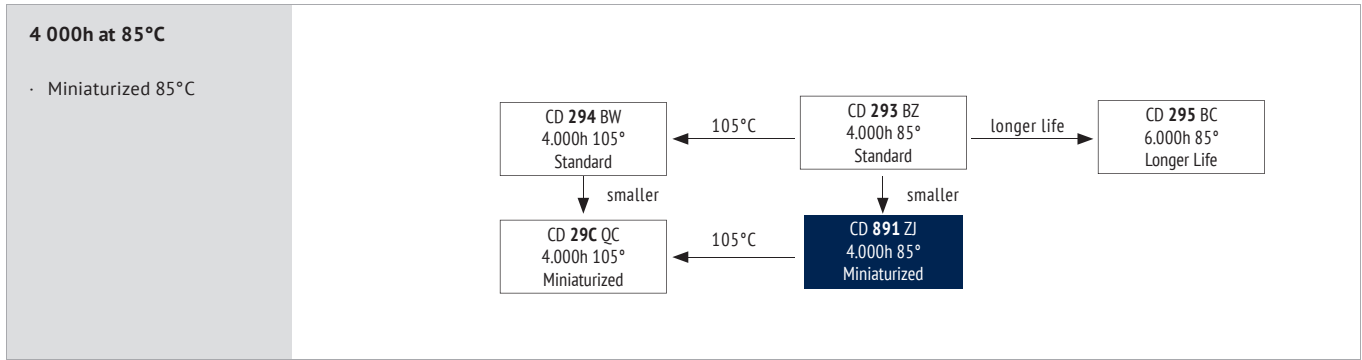 4 000h at 85°C
· Miniaturized 85°C
CD 294 BW
4.000h 105°
Standard
105°C
CD 293 BZ
4.000h 85°
Standard
longer life
CD 295 BC
6.000h 85°
Longer Life
smaller
smaller
CD 29C QC
4.000h 105°
Miniaturized
105°C
CD 891 ZJ
4.000h 85°
Miniaturized